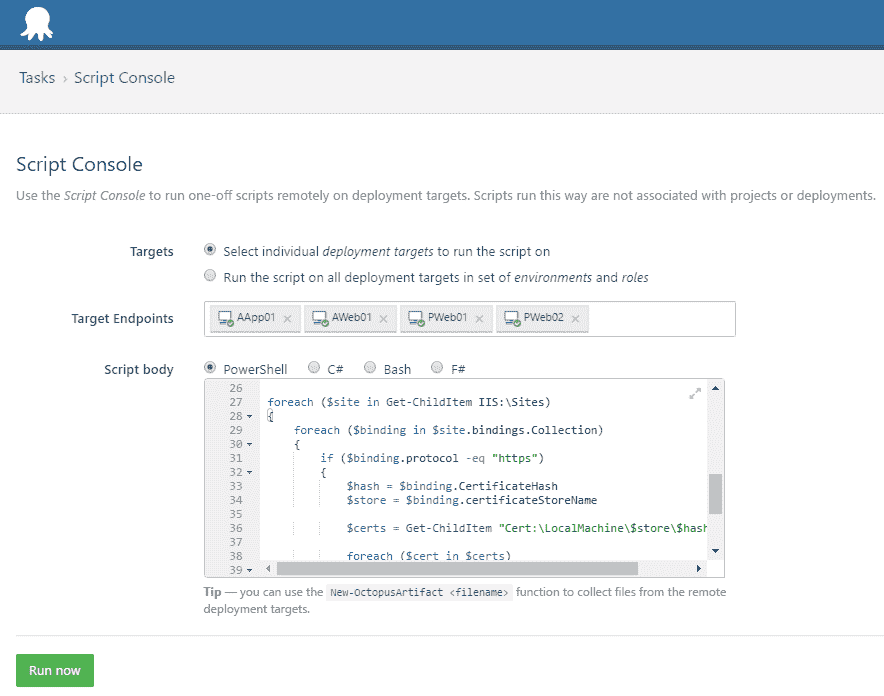 Tasks › Script Console
Script Console
Use the Script Console to run one-off scripts remotely on deployment targets. Scripts run this way are not associated with projects or deployments.
Targets
Select individual deployment targets to run the script on
Run the script on all deployment targets in set of environments and roles
Target Endpoints
AApp01 × AWeb01 × PWeb01 × PWeb02 ×
Script body
PowerShell C# Bash F#
26
27 foreach ($site in Get-ChildItem IIS:\Sites)
28 {
29 foreach ($binding in $site.bindings.Collection)
30 {
31 if ($binding.protocol -eq "https")
32 {
33 $hash = $binding.CertificateHash
34 $store = $binding.certificateStoreName
35
36 $certs = Get-ChildItem "Cert:\LocalMachine\$store\$hash
37
38 foreach ($cert in $certs)
39
Tip — you can use the New-OctopusArtifact <filename> function to collect files from the remote
deployment targets.
Run now